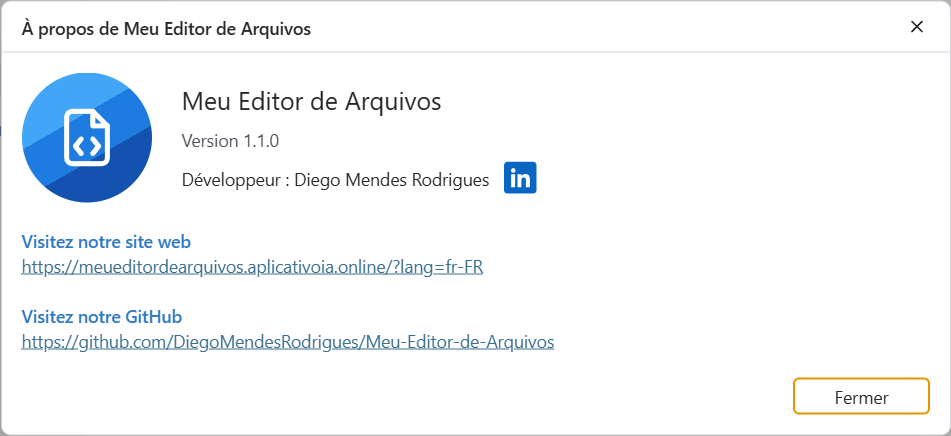 À propos de Meu Editor de Arquivos
Meu Editor de Arquivos
Version 1.1.0
Développeur : Diego Mendes Rodrigues
in
Visitez notre site web
https://meueditordearquivos.aplicativoia.online/?lang=fr-FR
Visitez notre GitHub
https://github.com/DiegoMendesRodrigues/Meu-Editor-de-Arquivos
Fermer